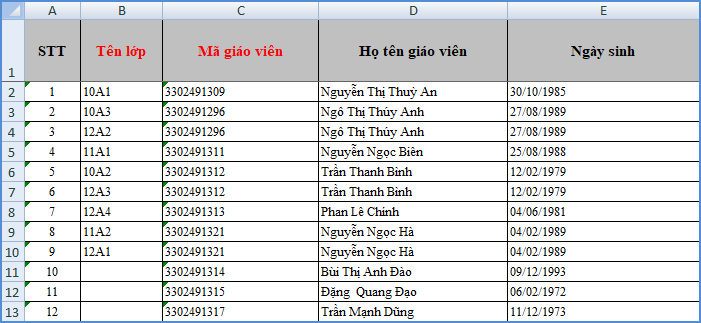 A B C D E
1 STT Tên lớp Mã giáo viên Họ tên giáo viên Ngày sinh
2 1 10A1 3302491309 Nguyễn Thị Thuỳ An 30/10/1985
3 2 10A3 3302491296 Ngô Thị Thúy Anh 27/08/1989
4 3 12A2 3302491296 Ngô Thị Thúy Anh 27/08/1989
5 4 11A1 3302491311 Nguyễn Ngọc Biên 25/08/1988
6 5 10A2 3302491312 Trần Thanh Bình 12/02/1979
7 6 12A3 3302491312 Trần Thanh Bình 12/02/1979
8 7 12A4 3302491313 Phan Lê Chính 04/06/1981
9 8 11A2 3302491321 Nguyễn Ngọc Hà 04/02/1989
10 9 12A1 3302491321 Nguyễn Ngọc Hà 04/02/1989
11 10 3302491314 Bùi Thị Anh Đào 09/12/1993
12 11 3302491315 Đặng Quang Đạo 06/02/1972
13 12 3302491317 Trần Mạnh Dũng 11/12/1973